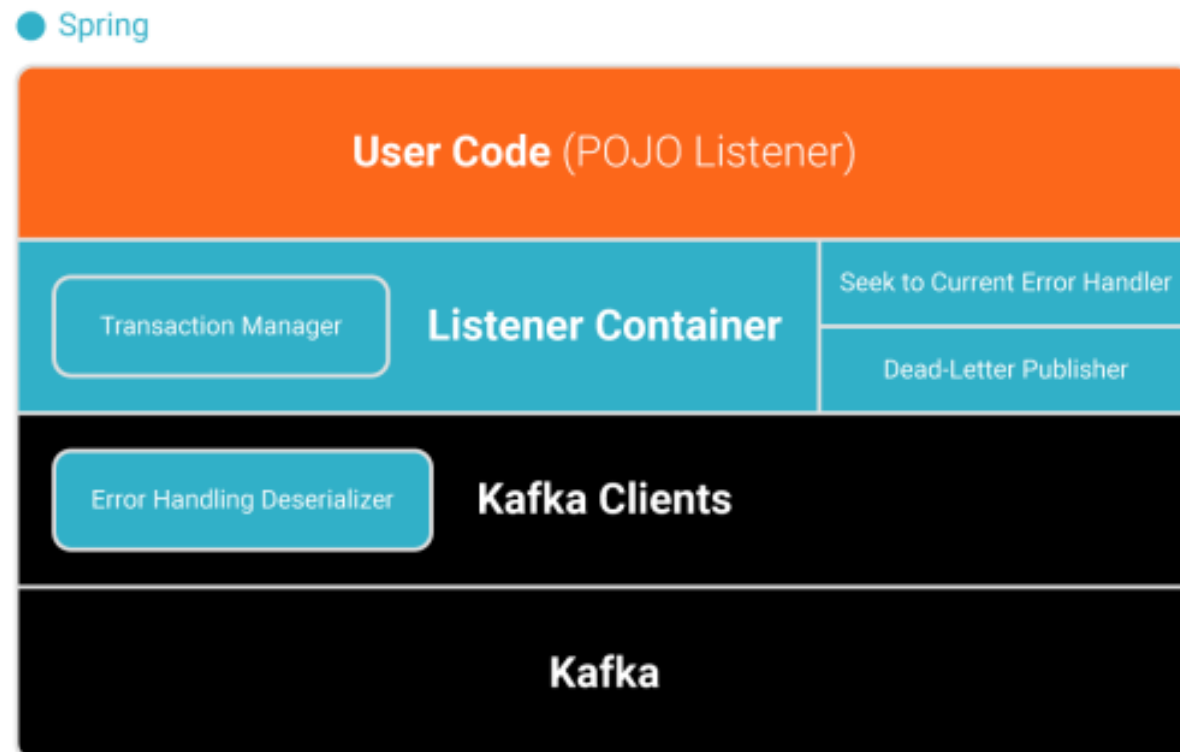 Spring
User Code (POJO Listener)
Transaction Manager
Listener Container
Seek to Current Error Handler
Dead-Letter Publisher
Error Handling Deserializer
Kafka Clients
Kafka